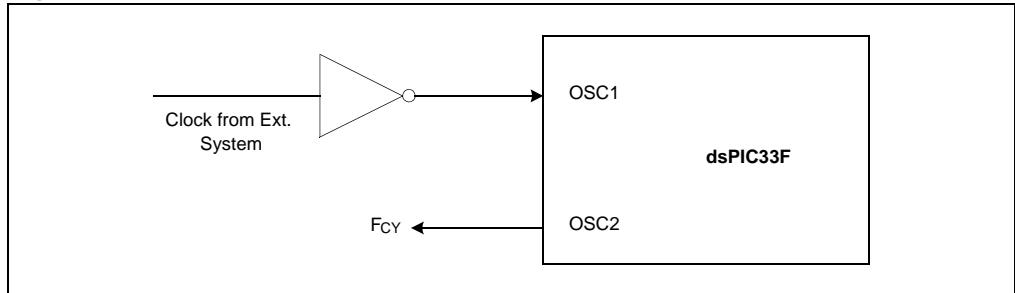 OSC1
Clock from Ext.
System
dsPIC33F
FCY
OSC2